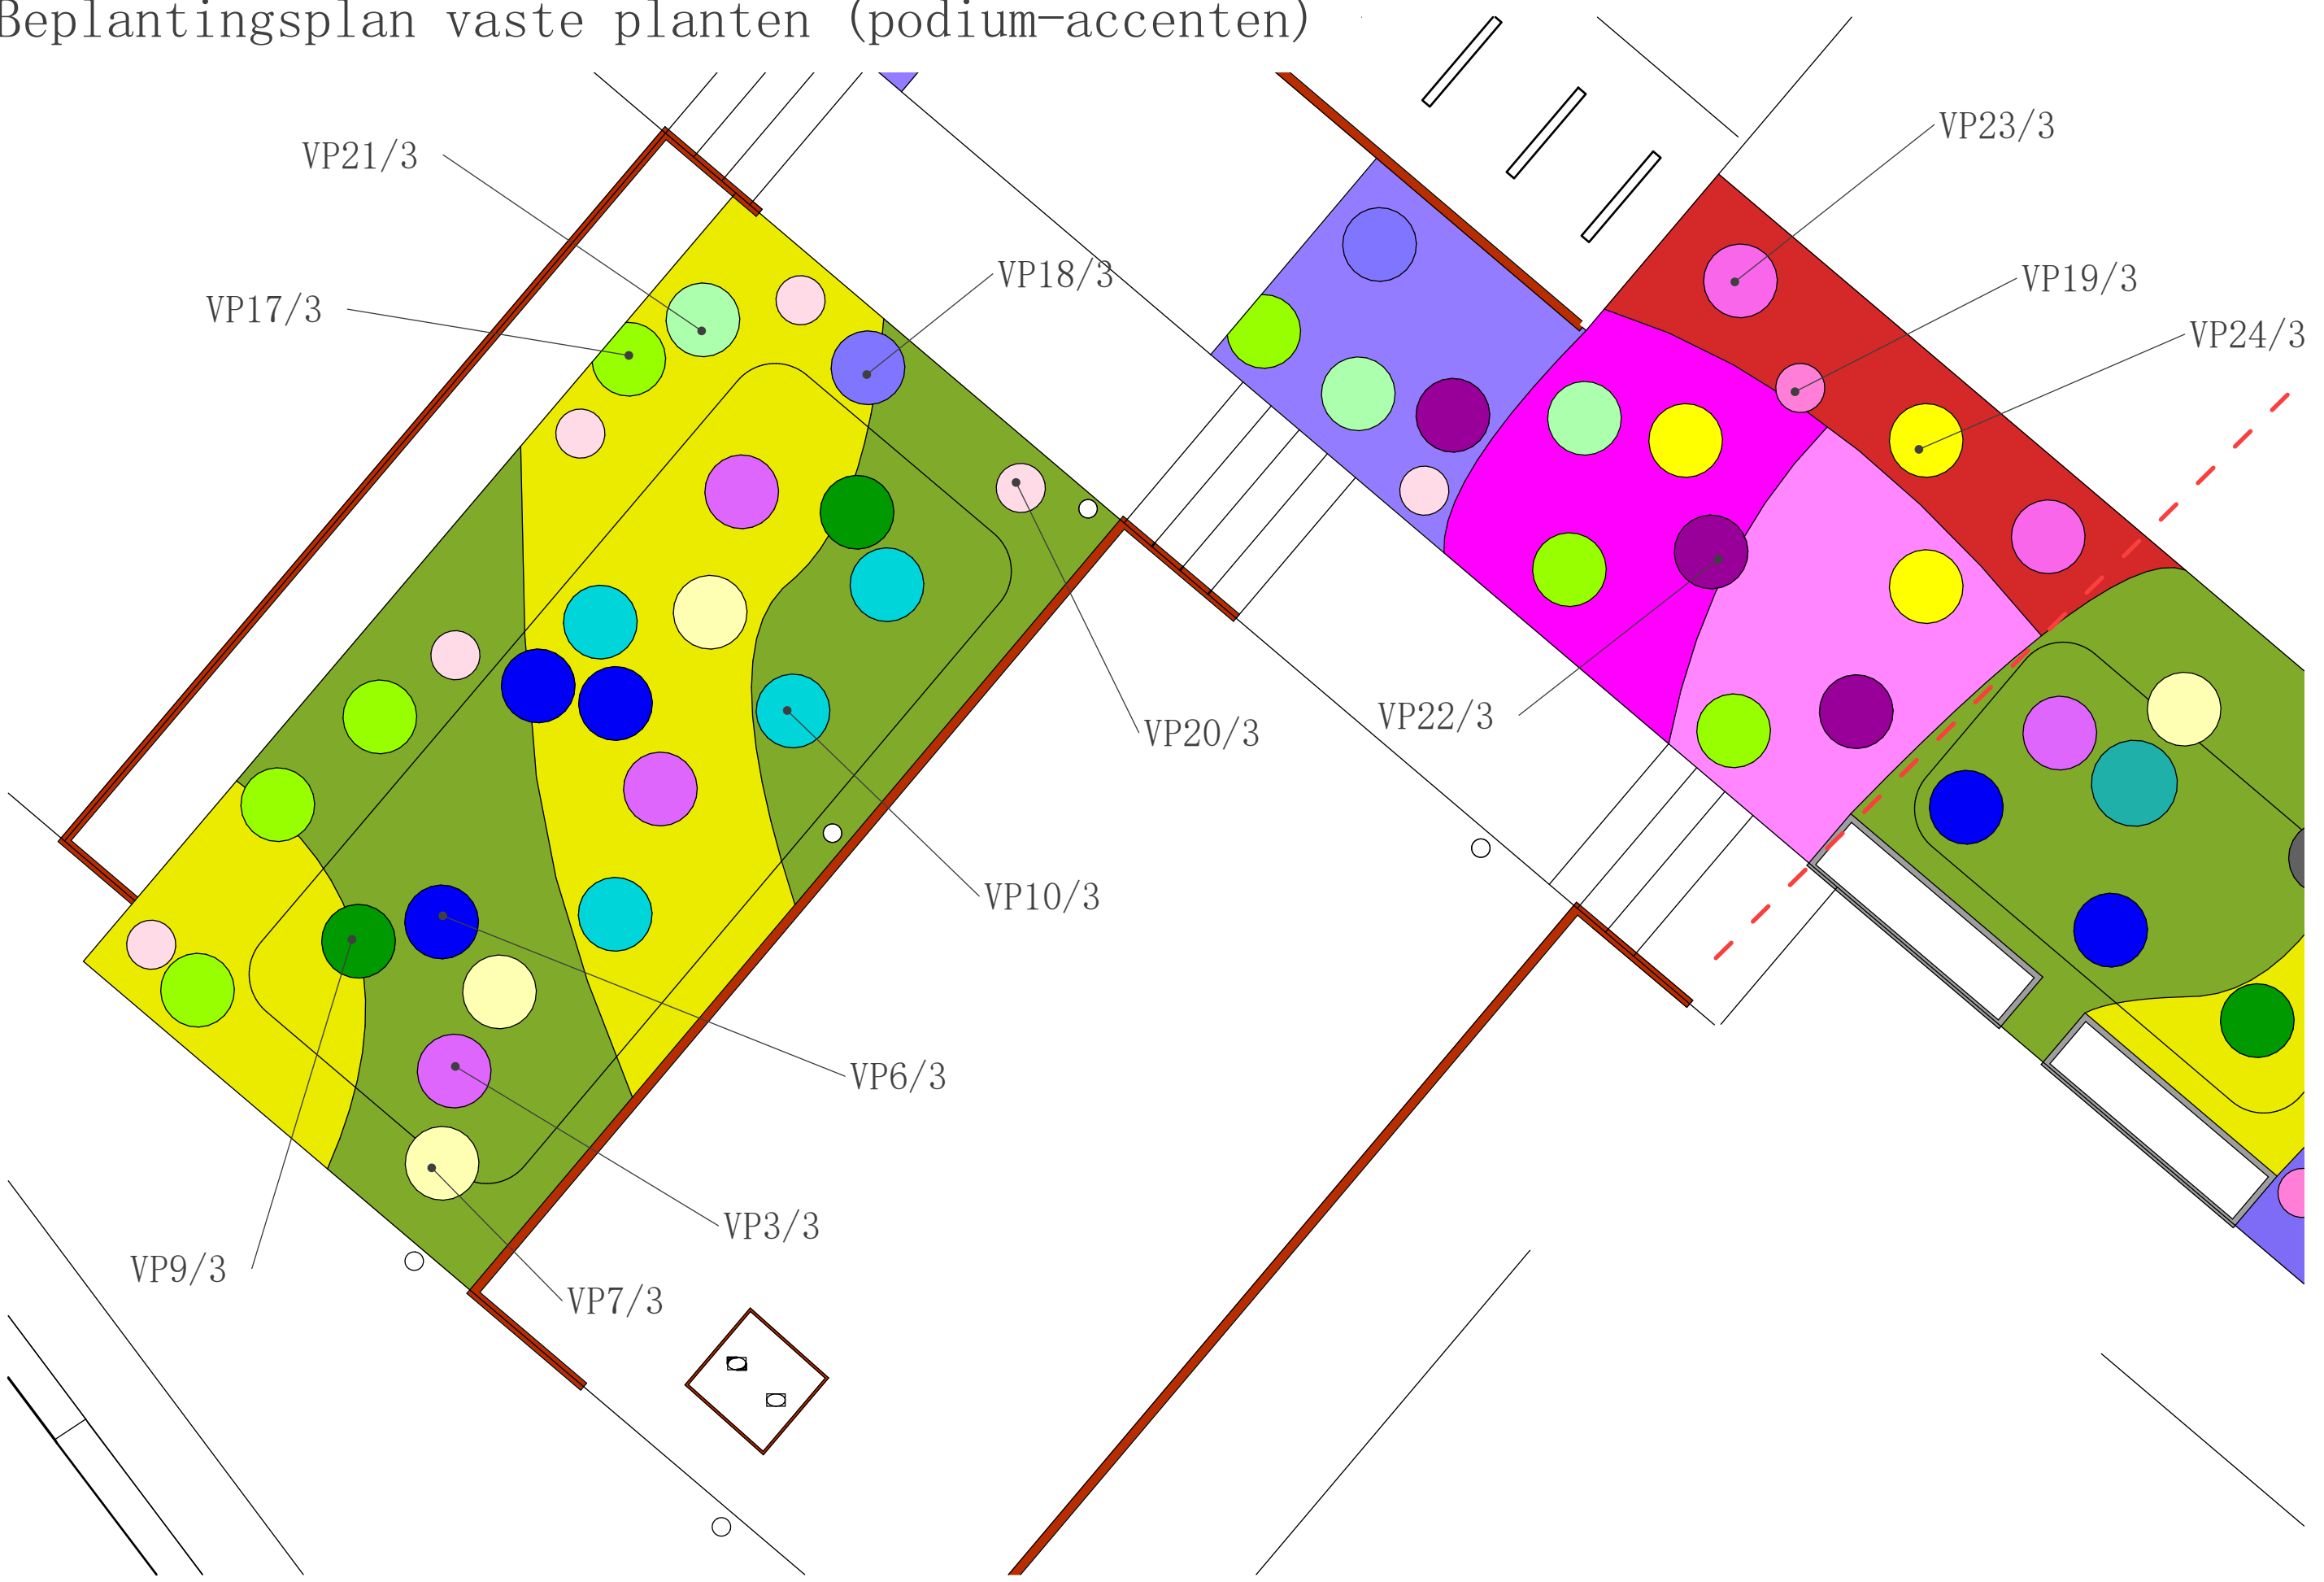 Beplantingsplan vaste planten (podium-accenten)
VP23/3
VP21/3
VP18/3
VP19/3
VP17/3
VP24/3
VP22/3
VP20/3
VP10/3
VP6/3
VP3/3
VP9/3
VP7/3